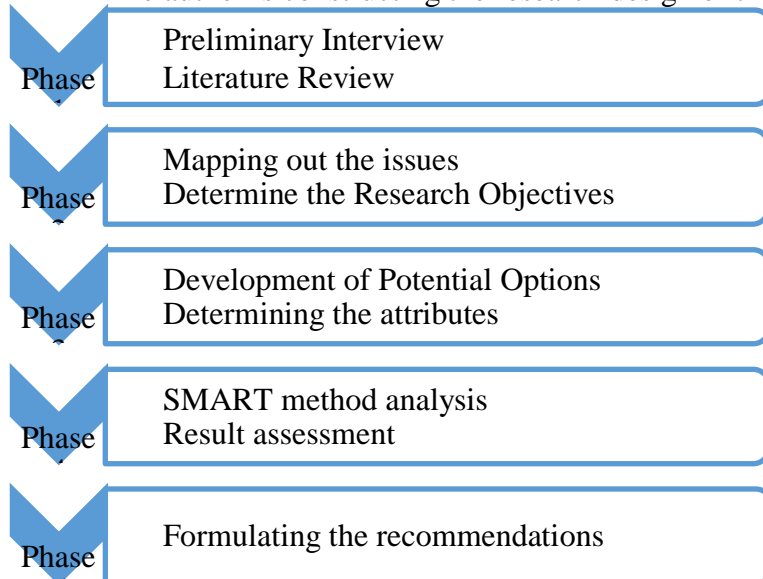 Preliminary Interview
Literature Review
Phase
Mapping out the issues
Determine the Research Objectives
Phase
Development of Potential Options
Determining the attributes
Phase
SMART method analysis
Result assessment
Phase
Formulating the recommendations
Phase